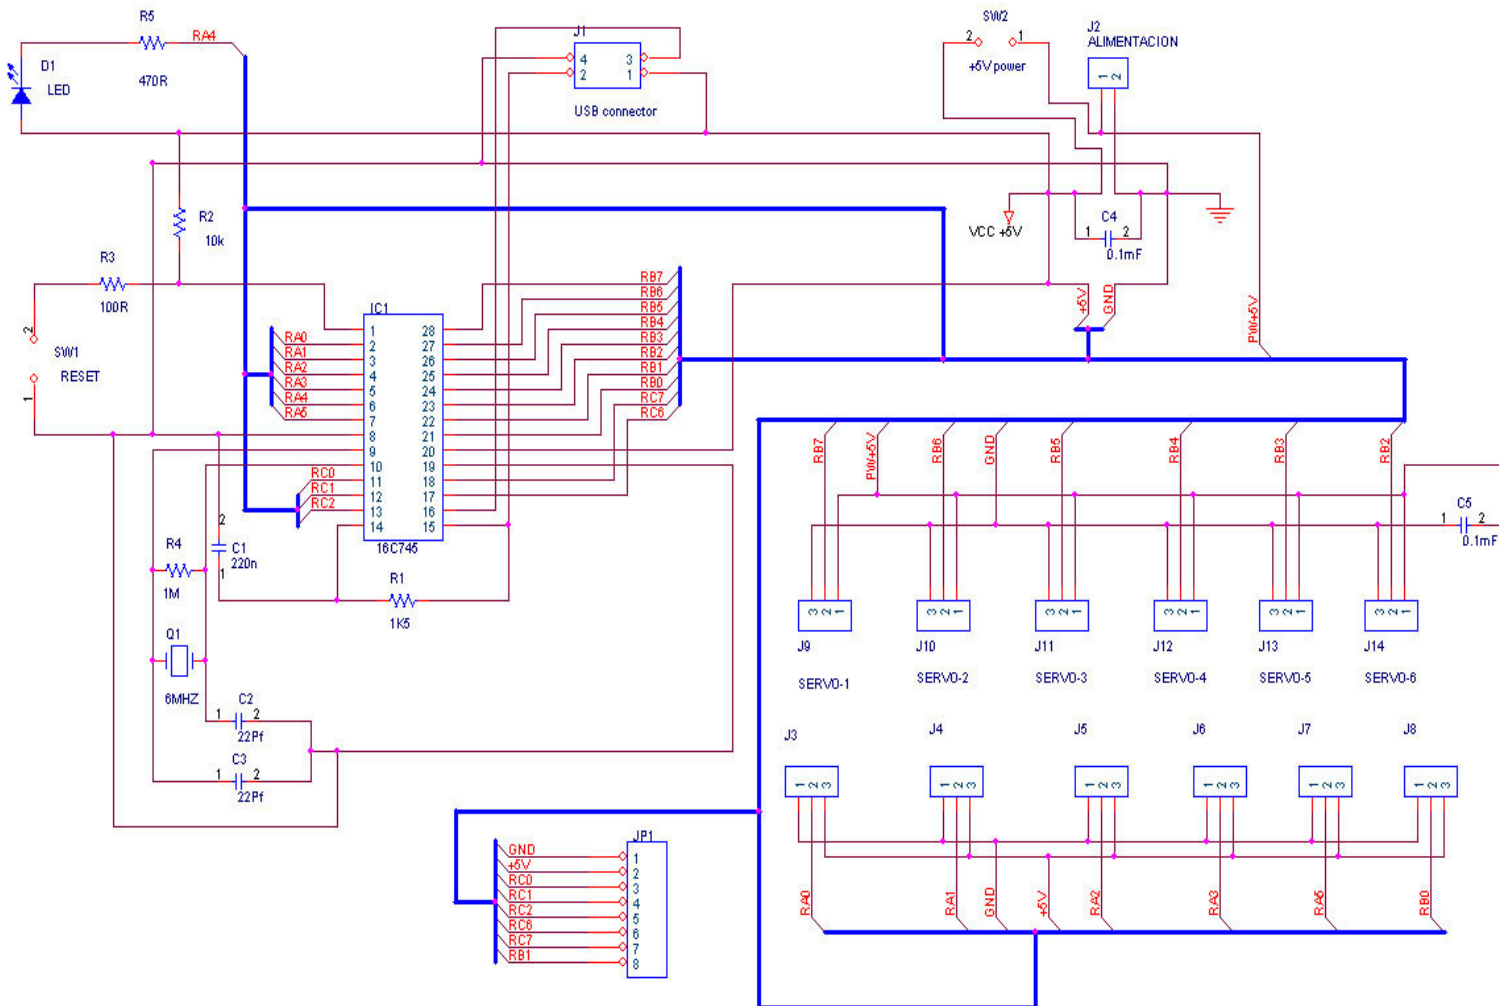 R5
RA4
470R
D1
LED
J1
4
3
2
1
USB connector
SW2
2
1
+5V power
J2
ALIMENTACION
1
2
R2
10k
R3
100R
VCC +5V
C4
1
2
0.1mF
+5V
GND
PW+5V
2
SW1
RESET
1
IC1
1
2
3
4
5
6
7
8
9
10
11
12
13
14
28
27
26
25
24
23
22
21
20
19
18
17
16
15
16C745
RA0
RA1
RA2
RA3
RA4
RA5
RC0
RC1
RC2
RB7
RB6
RB5
RB4
RB3
RB2
RB1
RB0
RC7
RC6
2
C1
220n
1
R4
1M
R1
1K5
Q1
6MHZ
C2
1
2
22Pf
C3
1
2
22Pf
RB7
PW+5V
RB6
GND
RB5
RB4
RB3
RB2
C5
1
2
0.1mF
3
2
1
3
2
1
3
2
1
3
2
1
3
2
1
3
2
1
J9
J10
J11
J12
J13
J14
SERV0-1
SERV0-2
SERV0-3
SERV0-4
SERV0-5
SERV0-6
J3
J4
J5
J6
J7
J8
1
2
3
1
2
3
1
2
3
1
2
3
1
2
3
1
2
3
RA0
RA1
GND
+5V
RA2
RA3
RA5
RB0
JP1
GND
1
+5V
2
RC0
3
RC1
4
RC2
5
RC6
6
RC7
7
RB1
8